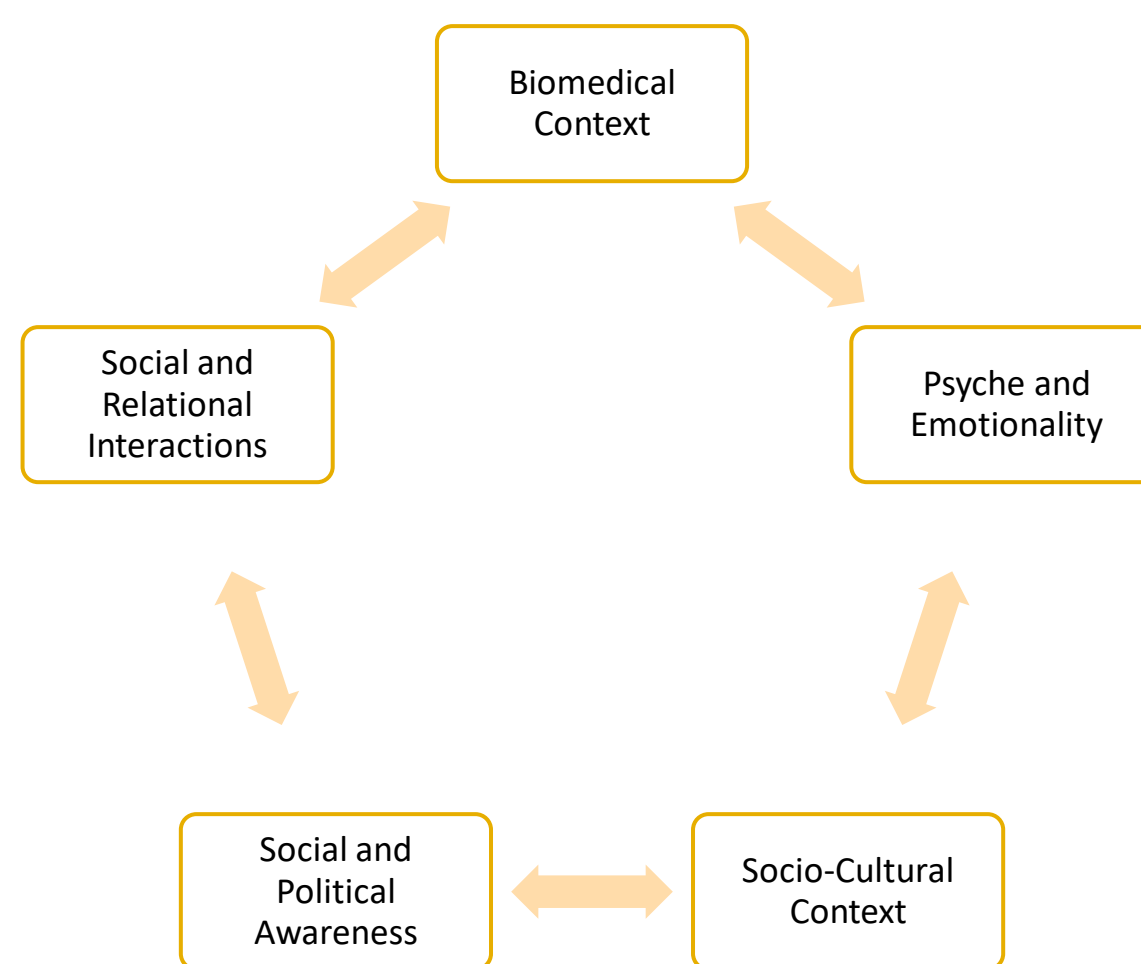 Biomedical
Context
Social and
Relational
Interactions
Psyche and
Emotionality
Social and
Political
Awareness
Socio-Cultural
Context